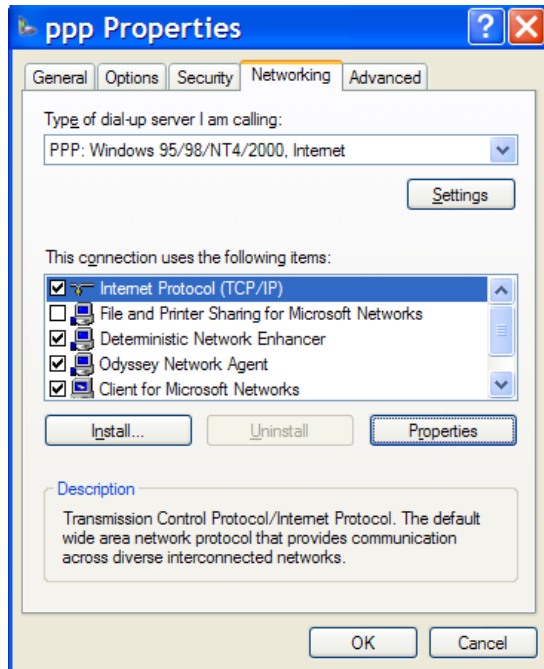 ppp Properties
General Options Security Networking Advanced
Type of dial-up server I am calling:
PPP: Windows 95/98/NT4/2000, Internet
Settings
This connection uses the following items:
Internet Protocol (TCP/IP)
File and Printer Sharing for Microsoft Networks
Deterministic Network Enhancer
Odyssey Network Agent
Client for Microsoft Networks
Install... Uninstall Properties
Description
Transmission Control Protocol/Internet Protocol. The default
wide area network protocol that provides communication
across diverse interconnected networks.
OK Cancel